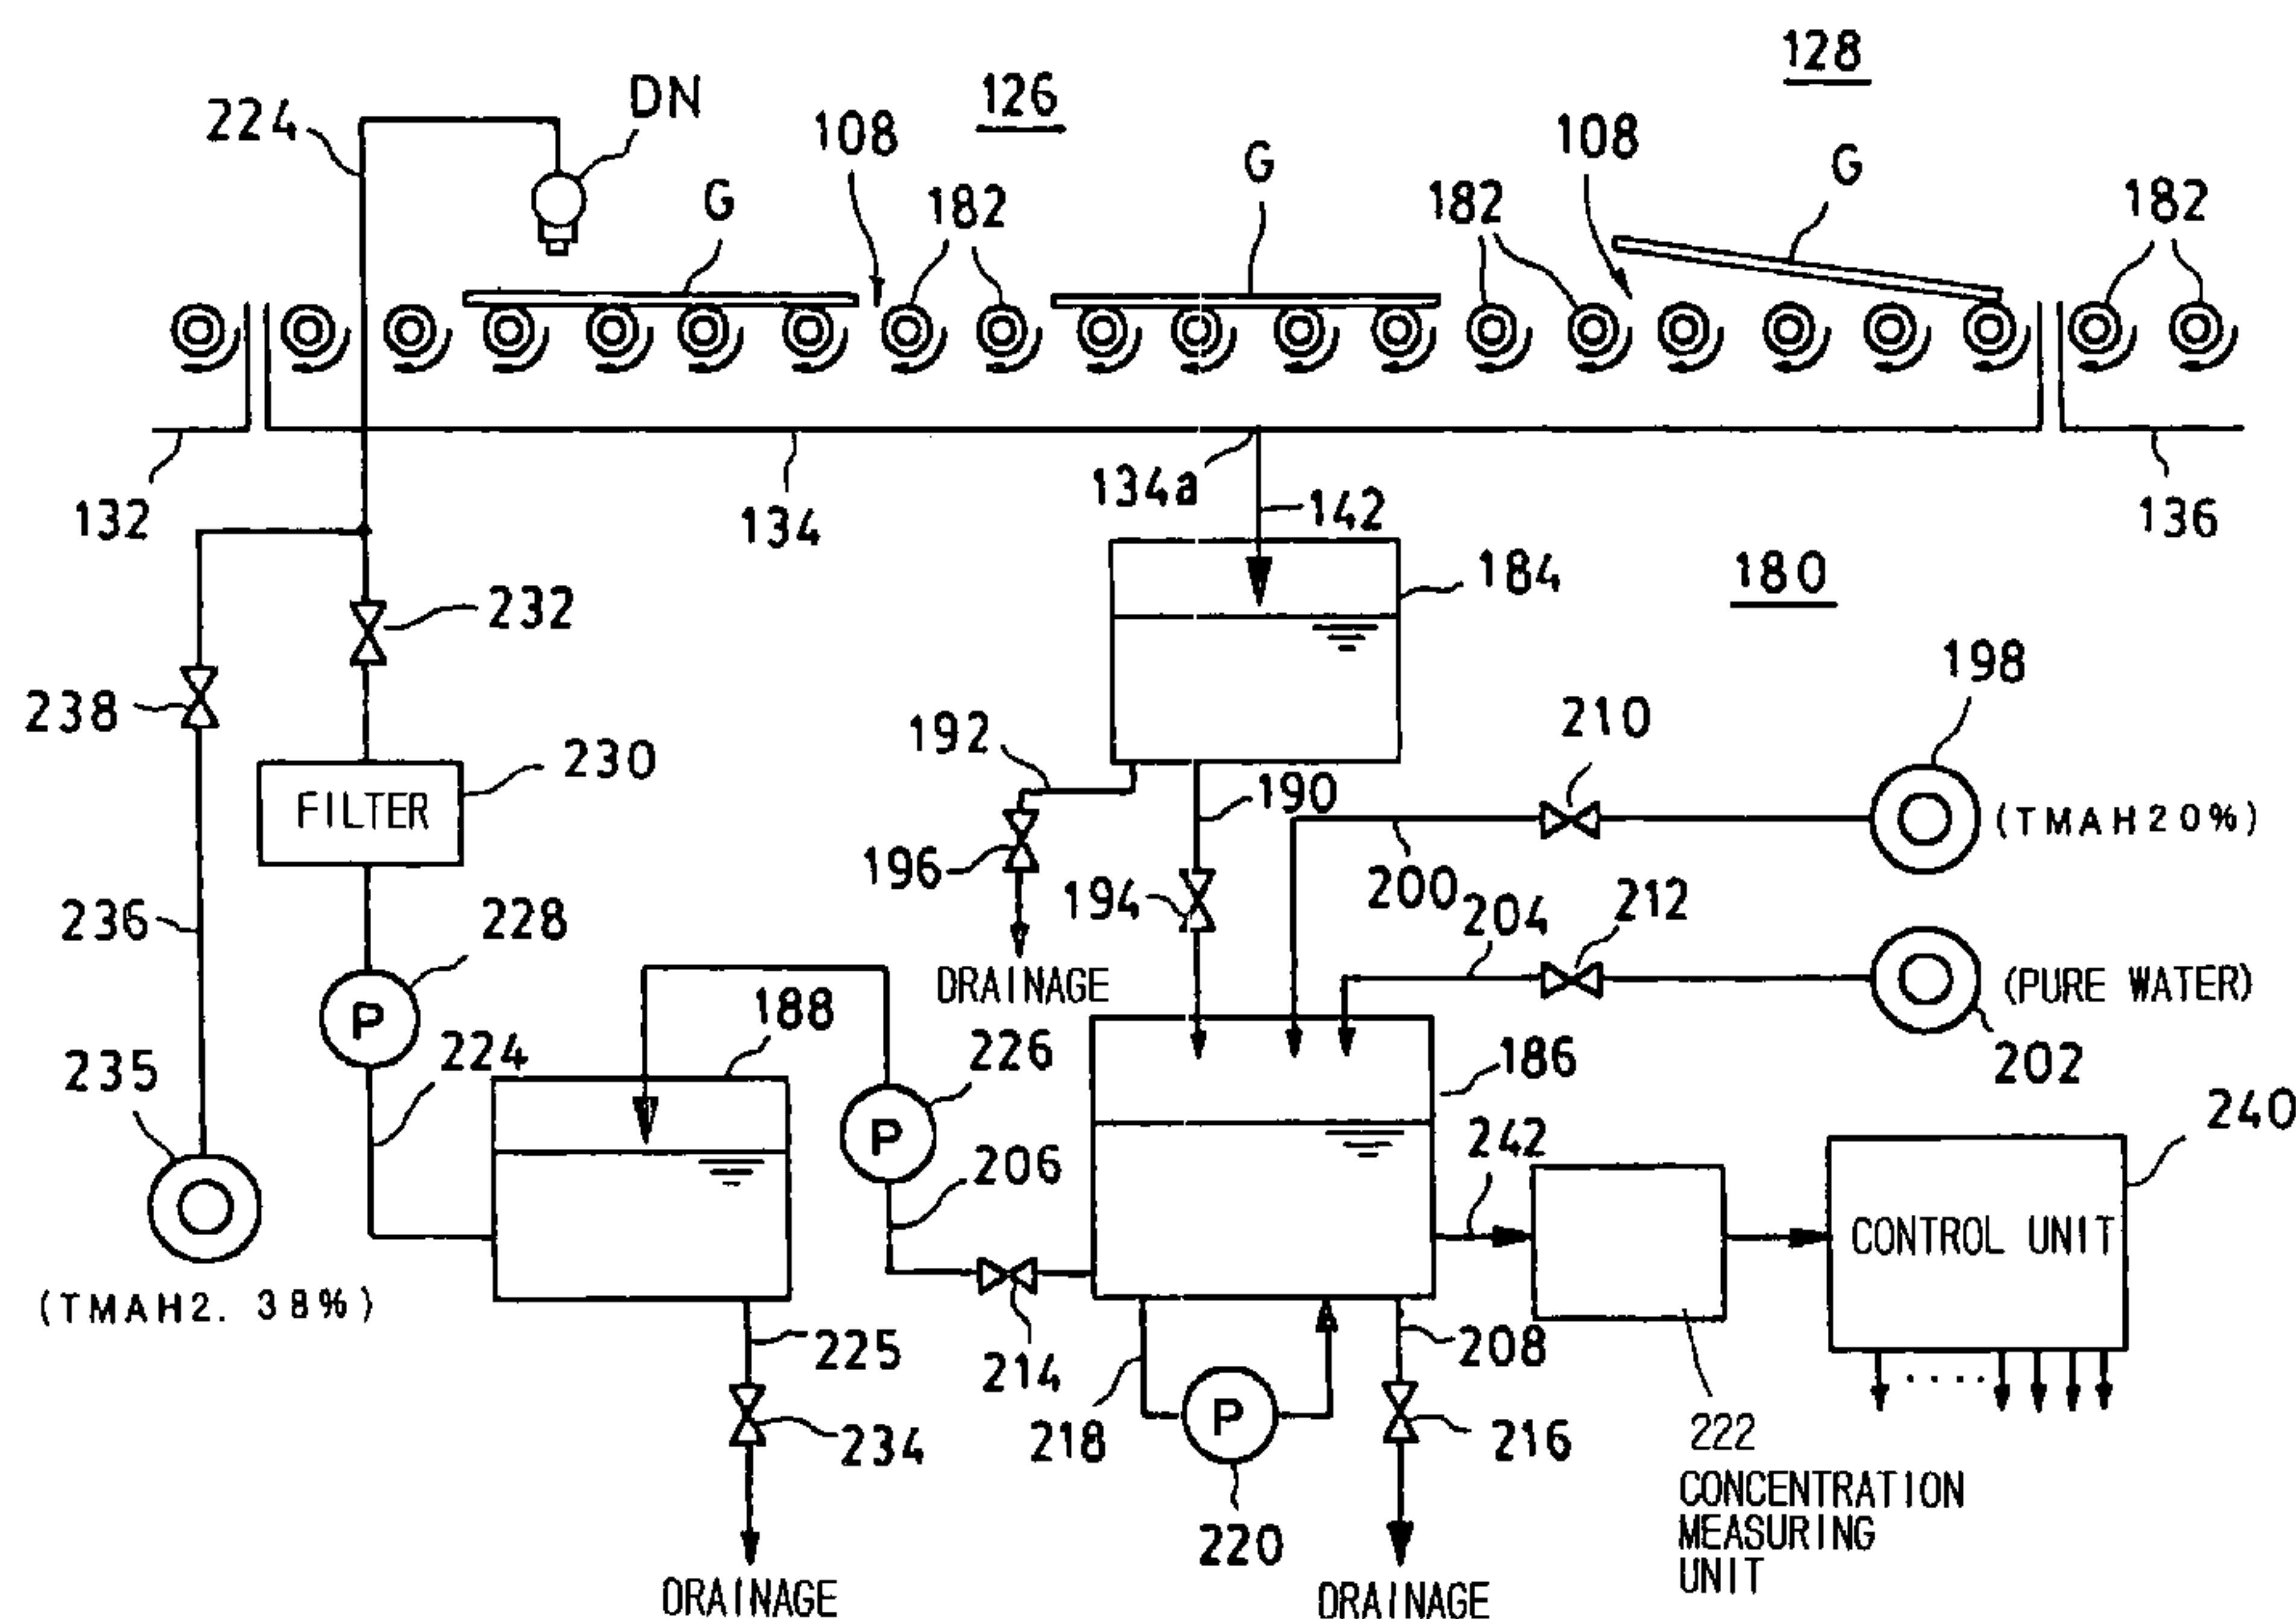 128
126
DN
224
108
G
182
G
182
108
G
182
132
134
134a
142
136
184
180
232
238
198
210
192
230
FILTER
190
(TMAH20%)
196
200
194
204
212
236
228
DRAINAGE
(PURE WATER)
188
P
224
226
186
202
235
P
242
240
206
CONTROL UNIT
(TMAH2. 38%)
225
214
208
....
218
P
234
216
222
CONCENTRATION
MEASURING
UNIT
220
DRAINAGE
DRAINAGE